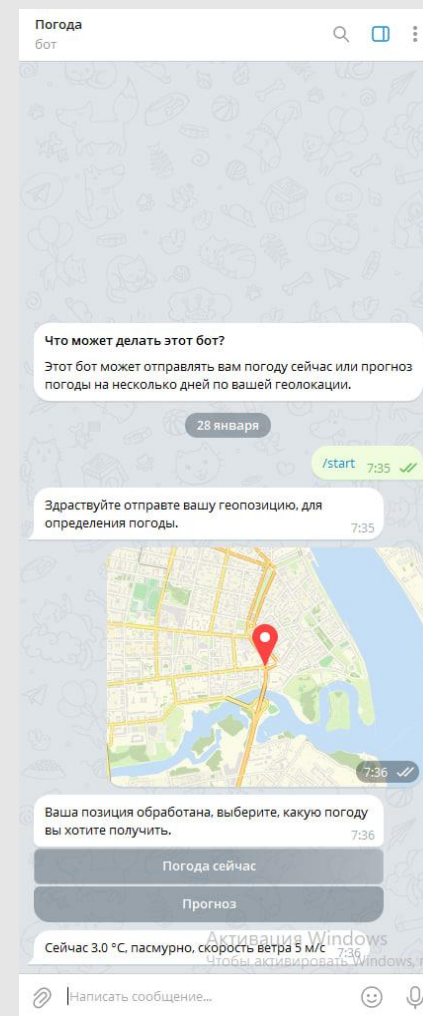 Погода
бот
Что может делать этот бот?
Этот бот может отправлять вам погоду сейчас или прогноз
погоды на несколько дней по вашей геолокации.
28 января
/start 7:35
Здраствуйте отправте вашу геопозицию, для
определения погоды.
7:35
7:36
Ваша позиция обработана, выберите, какую погоду
вы хотите получить.
7:36
Погода сейчас
Прогноз
Активация Windows
Сейчас 3.0 °C, пасмурно, скорость ветра 5 м/с 7:36
Чтобы активировать Windows,
Написать сообщение...